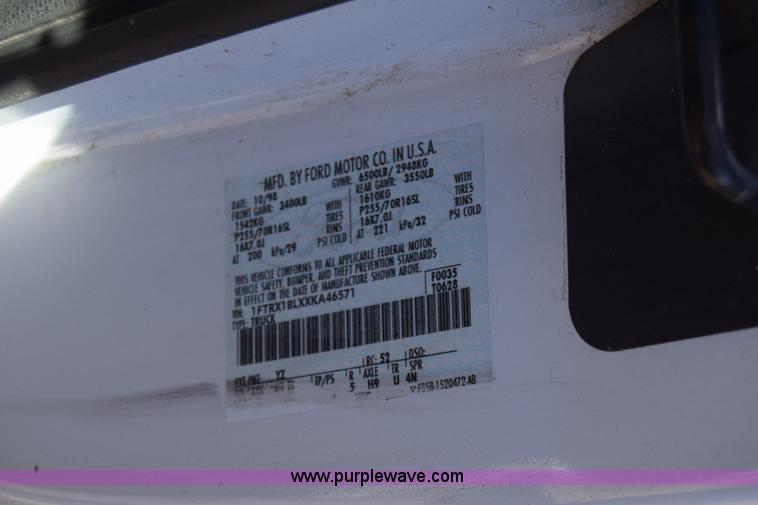 MFD. BY FORD MOTOR CO. IN U.S.A.
DATE: 10/98 GVWR: 6500LB/2948KG
FRONT GAWR: 3400LB REAR GAWR: 3550LB
1542KG WITH 1610KG WITH
P255/70R16SL TIRES P255/70R16SL TIRES
16X7.0J RIMS 16X7.0J RIMS
AT 200 kPa/29 PSI COLD AT 221 kPa/32 PSI COLD
THIS VEHICLE CONFORMS TO ALL APPLICABLE FEDERAL MOTOR
VEHICLE SAFETY, BUMPER, AND THEFT PREVENTION STANDARDS
IN EFFECT ON THE DATE OF MANUFACTURE SHOWN ABOVE.
F0035
T0628
VIN: 1FTRX18LXXKA46571
TYPE: TRUCK
EXT PNT: YZ RC: 52 DSO:
TP/PS R AXLE TR SPR
5 H9 U 4N
F85B-1520472-AB
www.purplewave.com